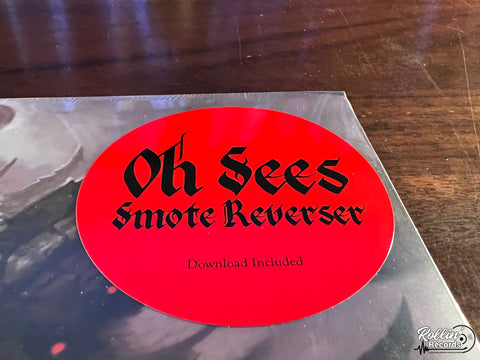 Oh Sees
Smote Reverser
Download Included
Rollin'
Records